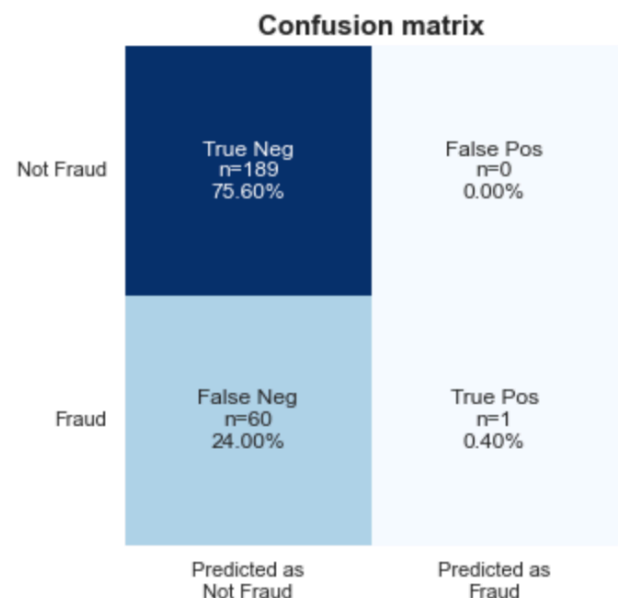 Confusion matrix
Not Fraud
True Neg
n=189
75.60%
False Pos
n=0
0.00%
Fraud
False Neg
n=60
24.00%
True Pos
n=1
0.40%
Predicted as
Not Fraud
Predicted as
Fraud